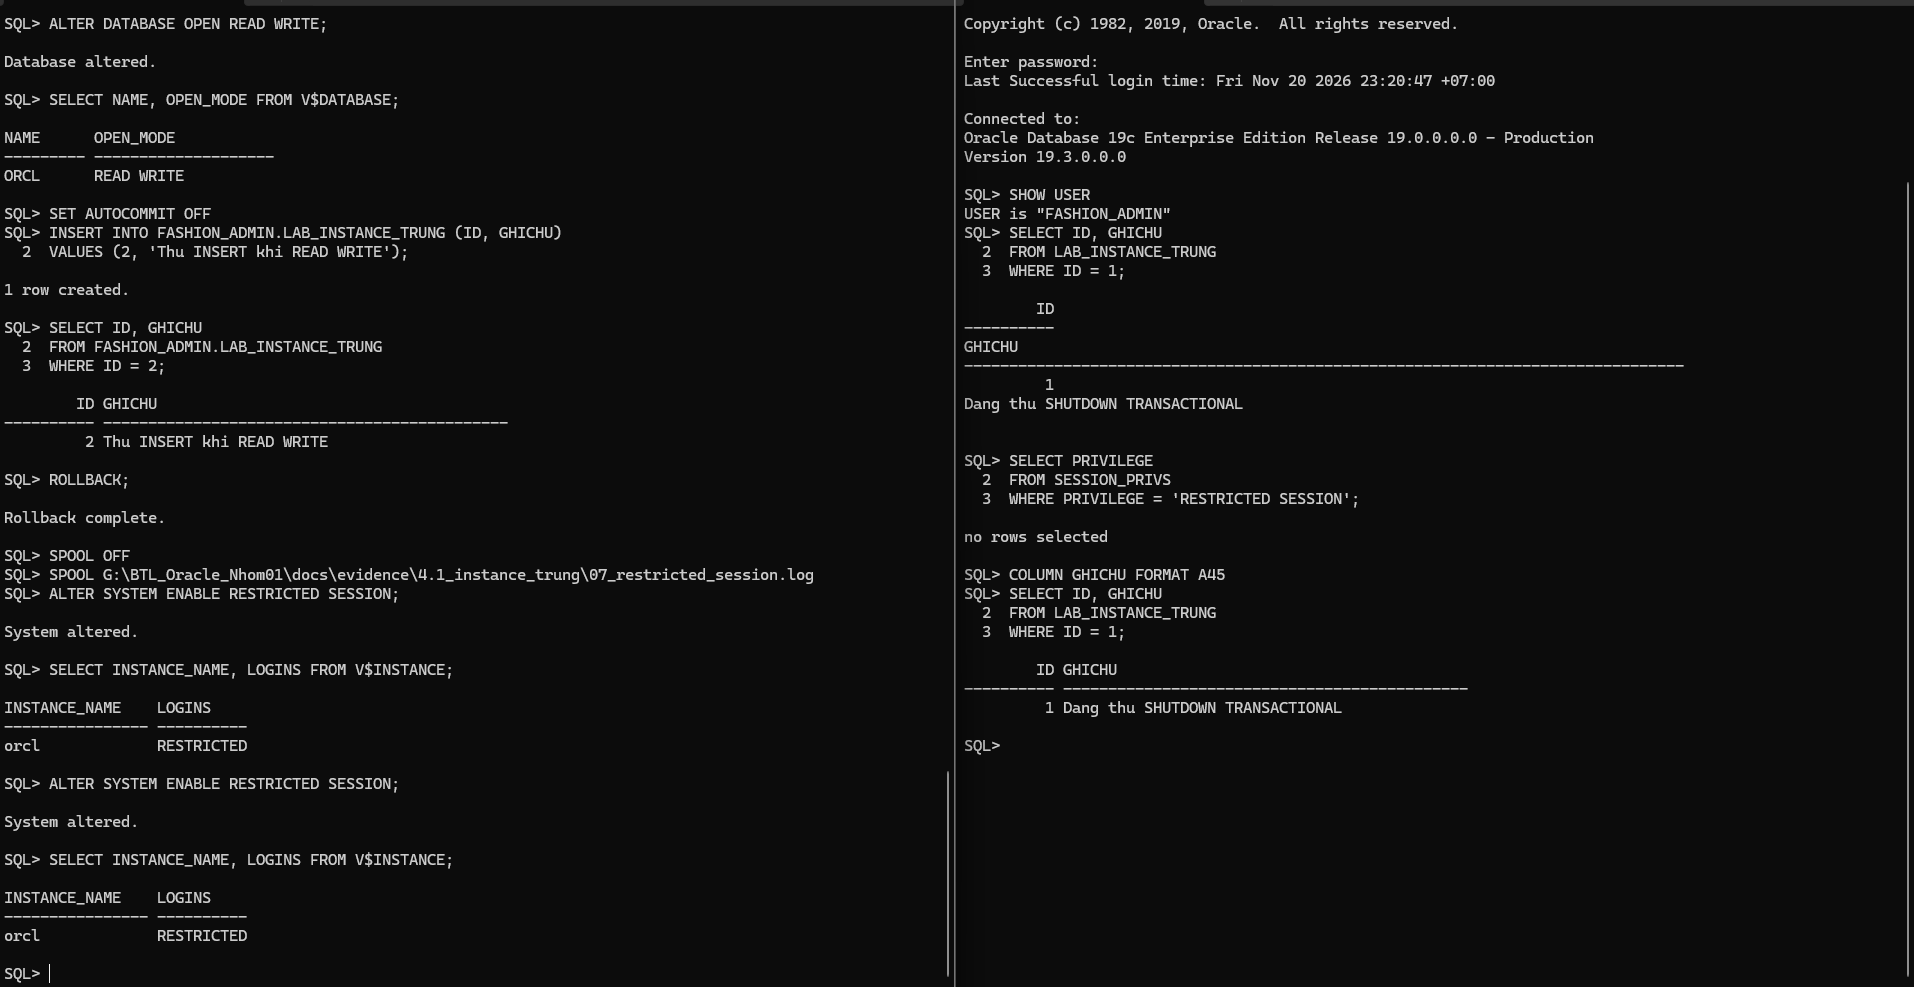 SQL> ALTER DATABASE OPEN READ WRITE;
Database altered.
SQL> SELECT NAME, OPEN_MODE FROM V$DATABASE;
NAME      OPEN_MODE
--------- --------------------
ORCL      READ WRITE
SQL> SET AUTOCOMMIT OFF
SQL> INSERT INTO FASHION_ADMIN.LAB_INSTANCE_TRUNG (ID, GHICHU)
  2  VALUES (2, 'Thu INSERT khi READ WRITE');
1 row created.
SQL> SELECT ID, GHICHU
  2  FROM FASHION_ADMIN.LAB_INSTANCE_TRUNG
  3  WHERE ID = 2;
        ID GHICHU
---------- ---------------------------------------------
         2 Thu INSERT khi READ WRITE
SQL> ROLLBACK;
Rollback complete.
SQL> SPOOL OFF
SQL> SPOOL G:\BTL_Oracle_Nhom01\docs\evidence\4.1_instance_trung\07_restricted_session.log
SQL> ALTER SYSTEM ENABLE RESTRICTED SESSION;
System altered.
SQL> SELECT INSTANCE_NAME, LOGINS FROM V$INSTANCE;
INSTANCE_NAME    LOGINS
---------------- ----------
orcl             RESTRICTED
SQL> ALTER SYSTEM ENABLE RESTRICTED SESSION;
System altered.
SQL> SELECT INSTANCE_NAME, LOGINS FROM V$INSTANCE;
INSTANCE_NAME    LOGINS
---------------- ----------
orcl             RESTRICTED
SQL>
Copyright (c) 1982, 2019, Oracle.  All rights reserved.
Enter password:
Last Successful login time: Fri Nov 20 2026 23:20:47 +07:00
Connected to:
Oracle Database 19c Enterprise Edition Release 19.0.0.0.0 - Production
Version 19.3.0.0.0
SQL> SHOW USER
USER is "FASHION_ADMIN"
SQL> SELECT ID, GHICHU
  2  FROM LAB_INSTANCE_TRUNG
  3  WHERE ID = 1;
        ID
----------
GHICHU
--------------------------------------------------------------------------------
         1
Dang thu SHUTDOWN TRANSACTIONAL
SQL> SELECT PRIVILEGE
  2  FROM SESSION_PRIVS
  3  WHERE PRIVILEGE = 'RESTRICTED SESSION';
no rows selected
SQL> COLUMN GHICHU FORMAT A45
SQL> SELECT ID, GHICHU
  2  FROM LAB_INSTANCE_TRUNG
  3  WHERE ID = 1;
        ID GHICHU
---------- ---------------------------------------------
         1 Dang thu SHUTDOWN TRANSACTIONAL
SQL>